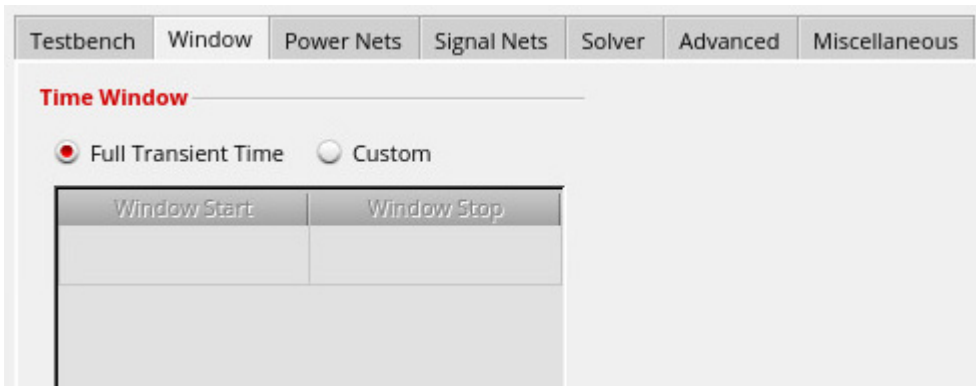 Testbench Window Power Nets Signal Nets Solver Advanced Miscellaneous
Time Window
Full Transient Time Custom
Window Start Window Stop